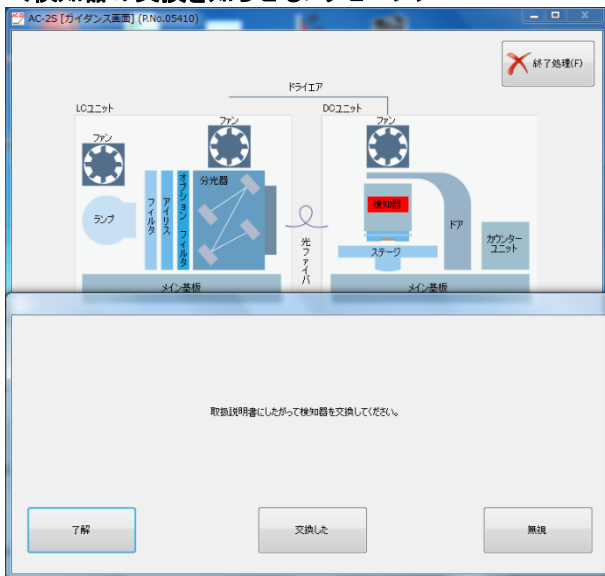 AC-2S [ガイダンス画面] (P.No.05410)
終了処理(F)
ドライエア
LCユニット
DCユニット
ファン
ファン
ファン
ランプ
フィルタ
アイリス
オプション フィルタ
分光器
光ファイバ
検知器
ステージ
ドア
カウンター
ユニット
メイン基板
メイン基板
取扱説明書にしたがって検知器を交換してください。
了解
交換した
無視